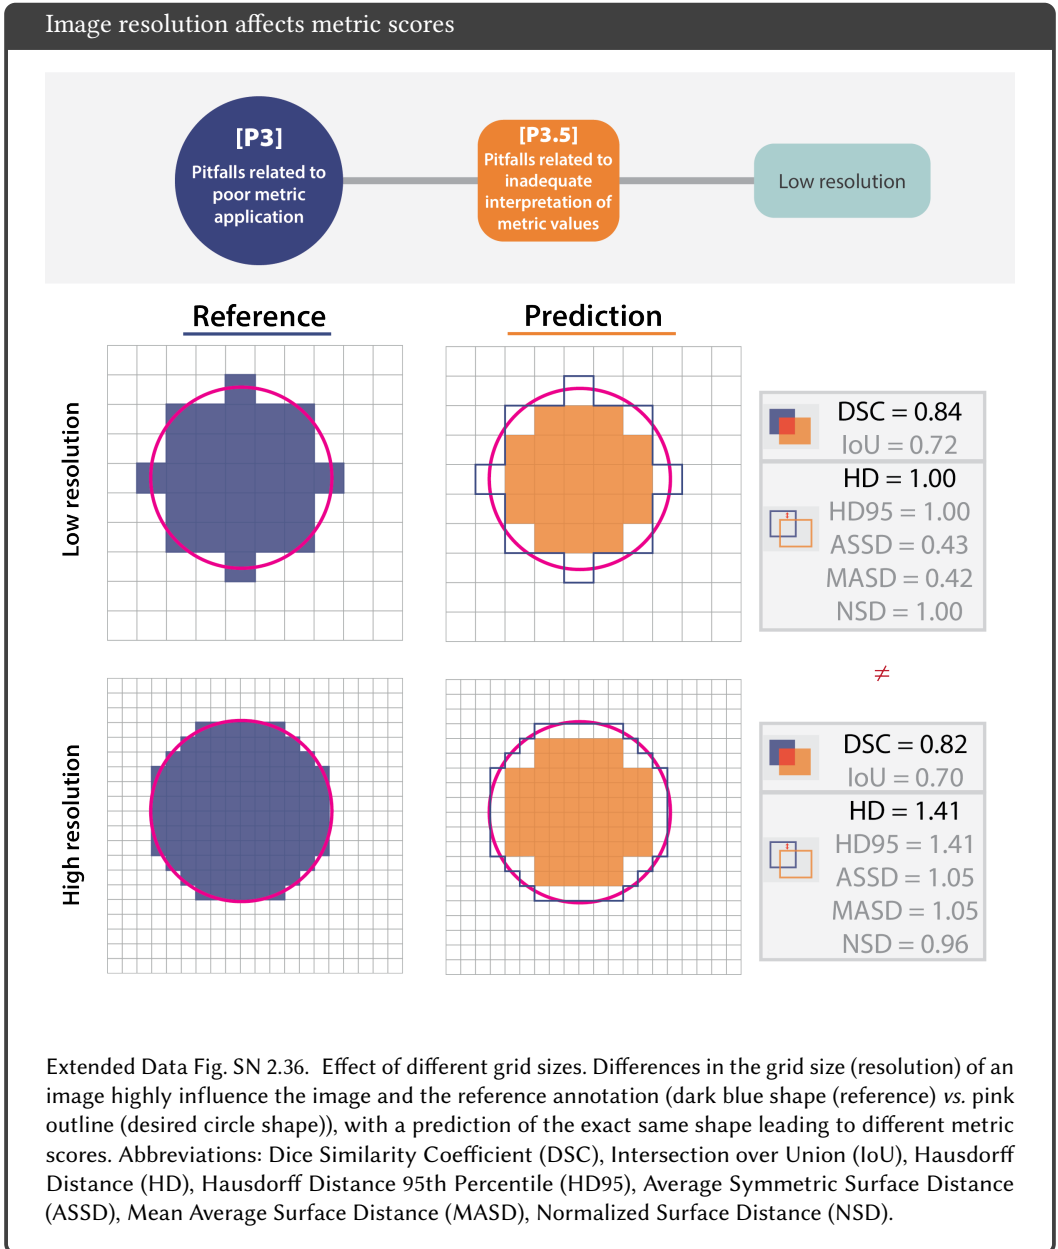 Image resolution affects metric scores
[P3]
Pitfalls related to
poor metric
application
[P3.5]
Pitfalls related to
inadequate
interpretation of
metric values
Low resolution
Reference
Prediction
Low resolution
DSC = 0.84
IoU = 0.72
HD = 1.00
HD95 = 1.00
ASSD = 0.43
MASD = 0.42
NSD = 1.00
≠
High resolution
DSC = 0.82
IoU = 0.70
HD = 1.41
HD95 = 1.41
ASSD = 1.05
MASD = 1.05
NSD = 0.96
Extended Data Fig. SN 2.36. Effect of different grid sizes. Differences in the grid size (resolution) of an
image highly influence the image and the reference annotation (dark blue shape (reference) vs. pink
outline (desired circle shape)), with a prediction of the exact same shape leading to different metric
scores. Abbreviations: Dice Similarity Coefficient (DSC), Intersection over Union (IoU), Hausdorff
Distance (HD), Hausdorff Distance 95th Percentile (HD95), Average Symmetric Surface Distance
(ASSD), Mean Average Surface Distance (MASD), Normalized Surface Distance (NSD).